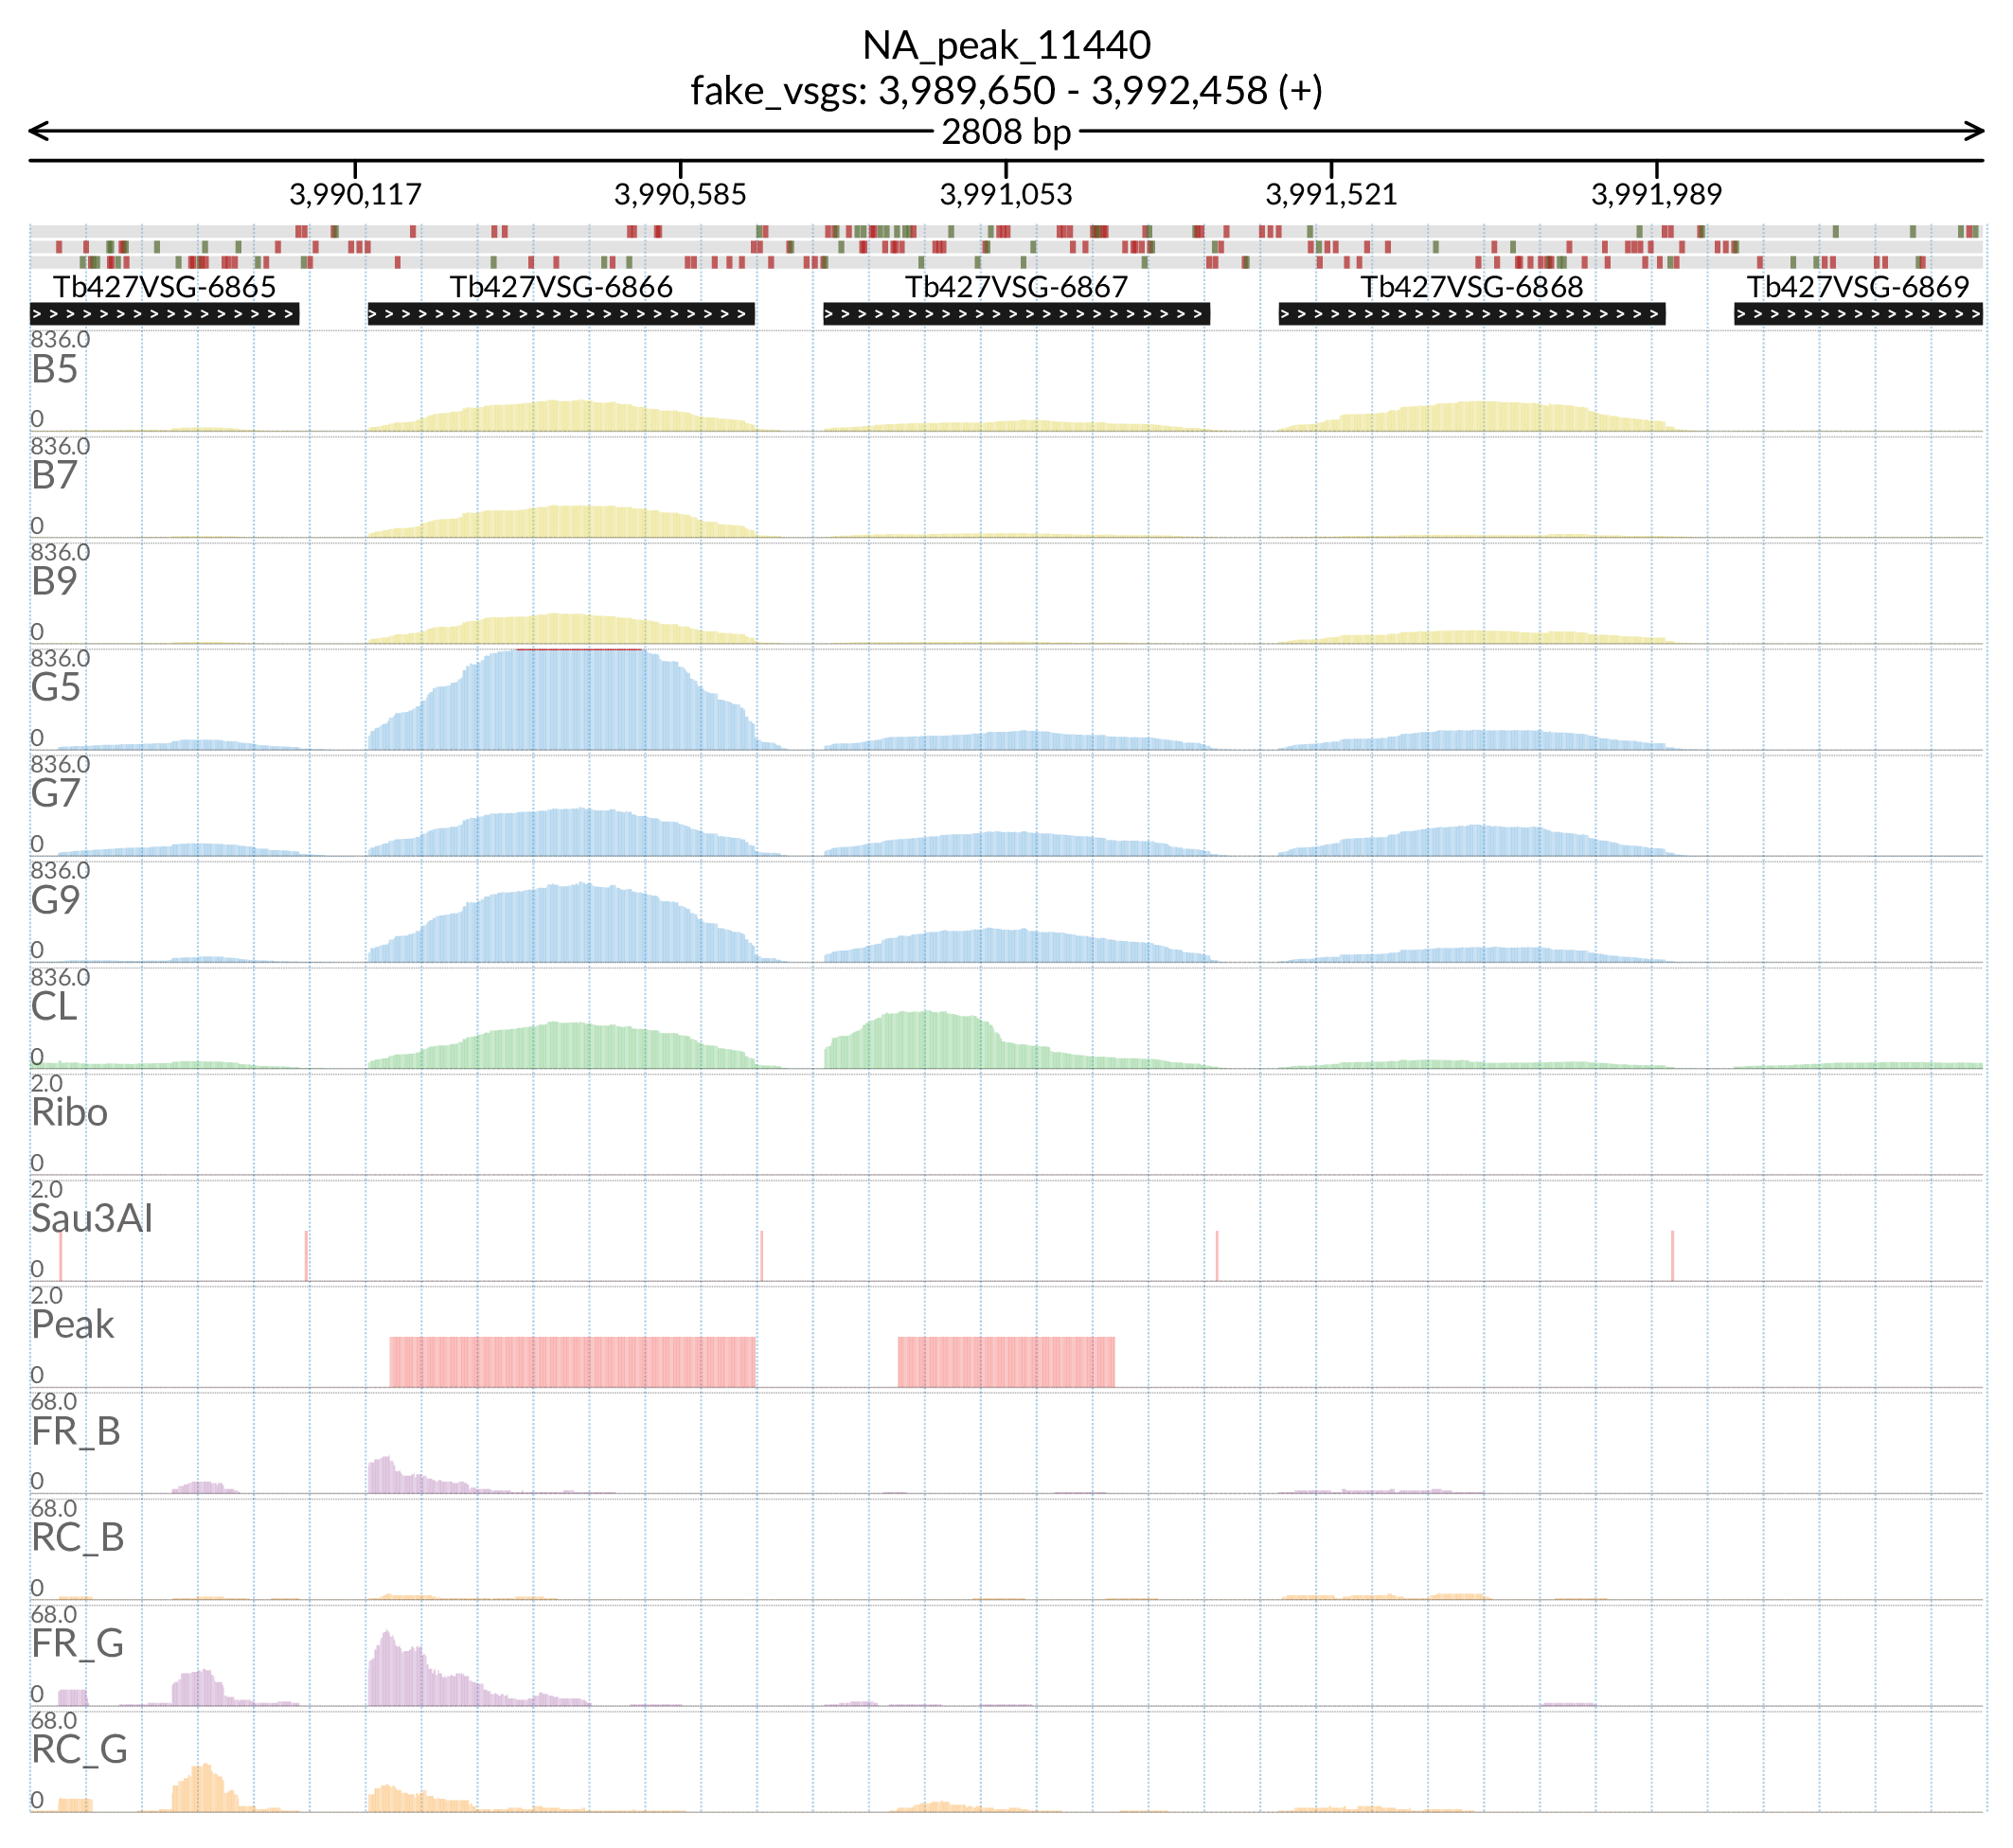 NA_peak_11440
fake_vsgs: 3,989,650 - 3,992,458 (+)
2808 bp
3,990,117 3,990,585 3,991,053 3,991,521 3,991,989
Tb427VSG-6865 Tb427VSG-6866 Tb427VSG-6867 Tb427VSG-6868 Tb427VSG-6869
836.0
B5
0
836.0
B7
0
836.0
B9
0
836.0
G5
0
836.0
G7
0
836.0
G9
0
836.0
CL
0
2.0
Ribo
0
2.0
Sau3AI
0
2.0
Peak
0
68.0
FR_B
0
68.0
RC_B
0
68.0
FR_G
0
68.0
RC_G
0